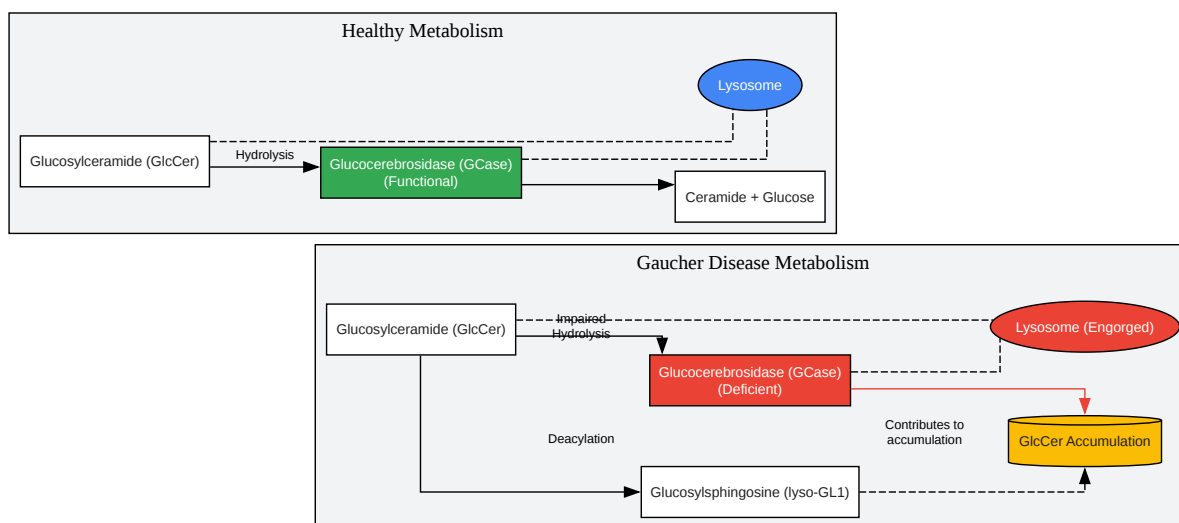 Healthy Metabolism
Lysosome
Glucosylceramide (GlcCer)
Hydrolysis
Glucocerebrosidase (GCase)
(Functional)
Ceramide + Glucose
Gaucher Disease Metabolism
Glucosylceramide (GlcCer)
Impaired
Hydrolysis
Lysosome (Engorged)
Glucocerebrosidase (GCase)
(Deficient)
Deacylation
Contributes to
accumulation
GlcCer Accumulation
Glucosylsphingosine (lyso-GL1)